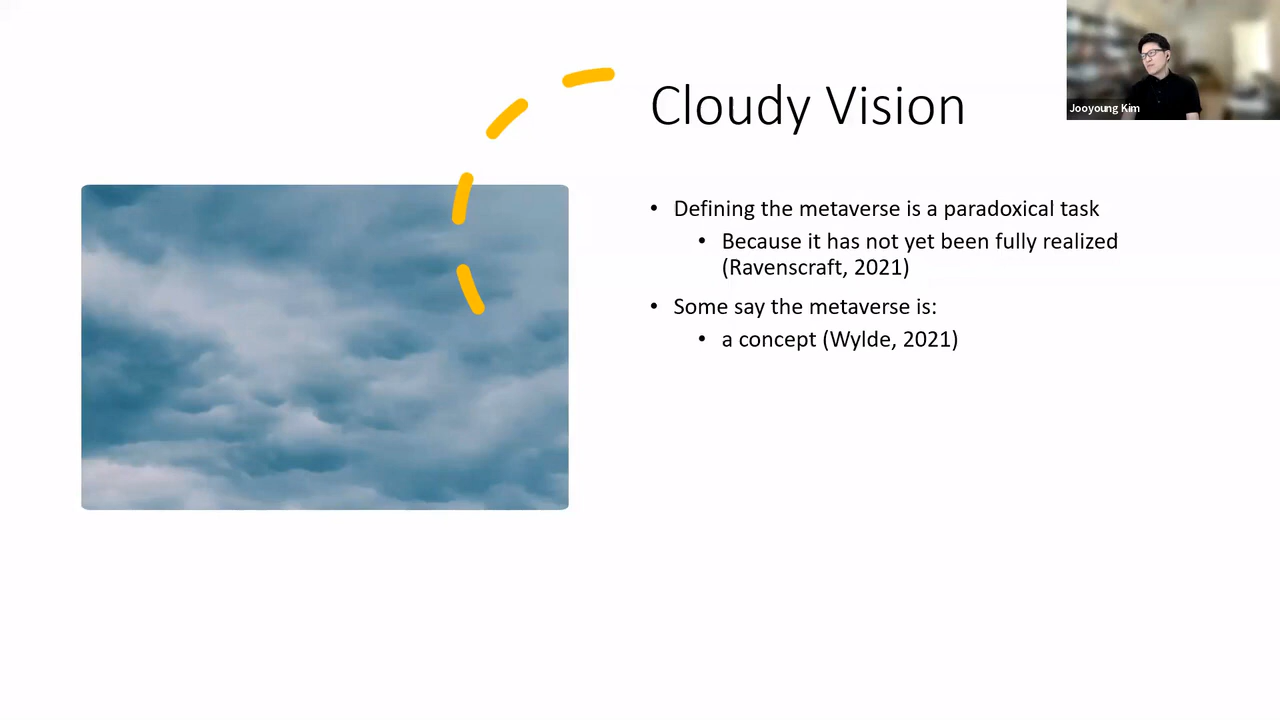 Cloudy Vision
Jooyoung Kim
• Defining the metaverse is a paradoxical task
• Because it has not yet been fully realized
(Ravenscraft, 2021)
• Some say the metaverse is:
• a concept (Wylde, 2021)